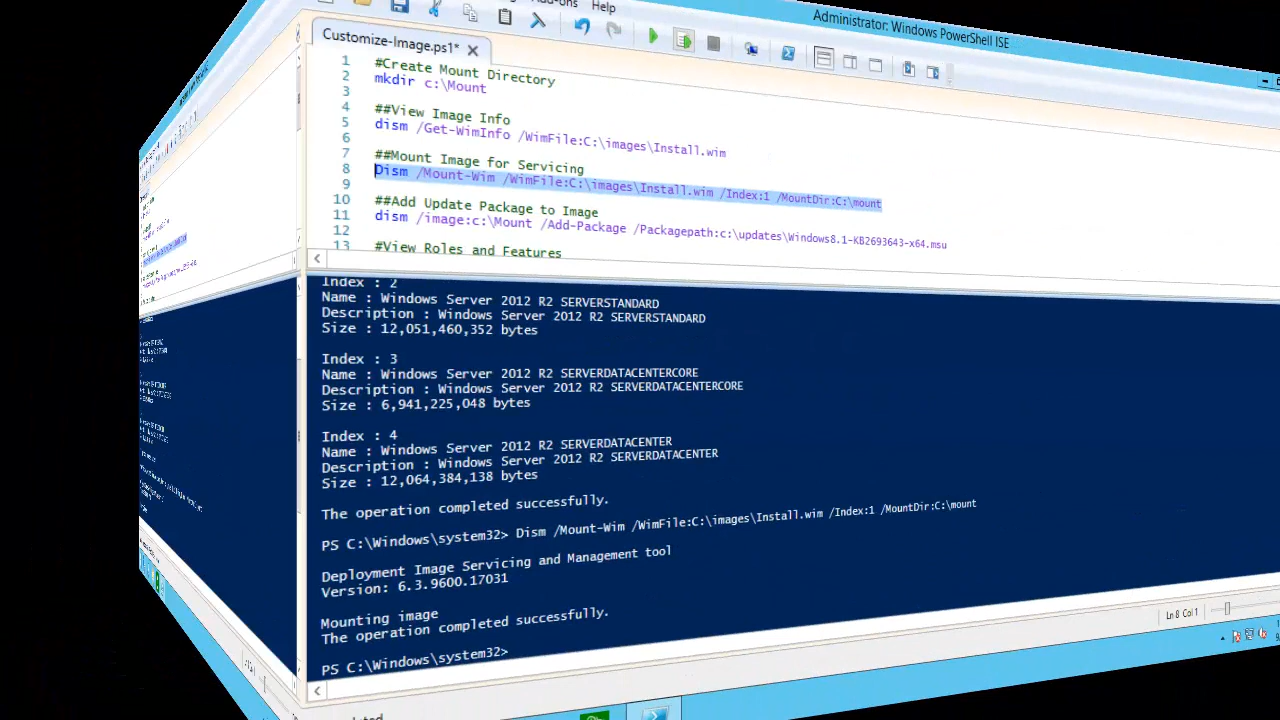 Help
Administrator: Windows PowerShell ISE
Customize-Image.ps1*
1 #Create Mount Directory
2 mkdir c:\Mount
3
4 ##View Image Info
5 dism /Get-WimInfo /WimFile:C:\images\Install.wim
6
7 ##Mount Image for Servicing
8 Dism /Mount-Wim /WimFile:C:\images\Install.wim /Index:1 /MountDir:C:\mount
9
10 ##Add Update Package to Image
11 dism /image:c:\Mount /Add-Package /Packagepath:c:\updates\Windows8.1-KB2693643-x64.msu
12
13 #View Roles and Features
Index : 2
Name : Windows Server 2012 R2 SERVERSTANDARD
Description : Windows Server 2012 R2 SERVERSTANDARD
Size : 12,051,460,352 bytes
Index : 3
Name : Windows Server 2012 R2 SERVERDATACENTERCORE
Description : Windows Server 2012 R2 SERVERDATACENTERCORE
Size : 6,941,225,048 bytes
Index : 4
Name : Windows Server 2012 R2 SERVERDATACENTER
Description : Windows Server 2012 R2 SERVERDATACENTER
Size : 12,064,384,138 bytes
The operation completed successfully.
PS C:\Windows\system32> Dism /Mount-Wim /WimFile:C:\images\Install.wim /Index:1 /MountDir:C:\mount
Deployment Image Servicing and Management tool
Version: 6.3.9600.17031
Mounting image
The operation completed successfully.
PS C:\Windows\system32>
Ln 8 Col 1